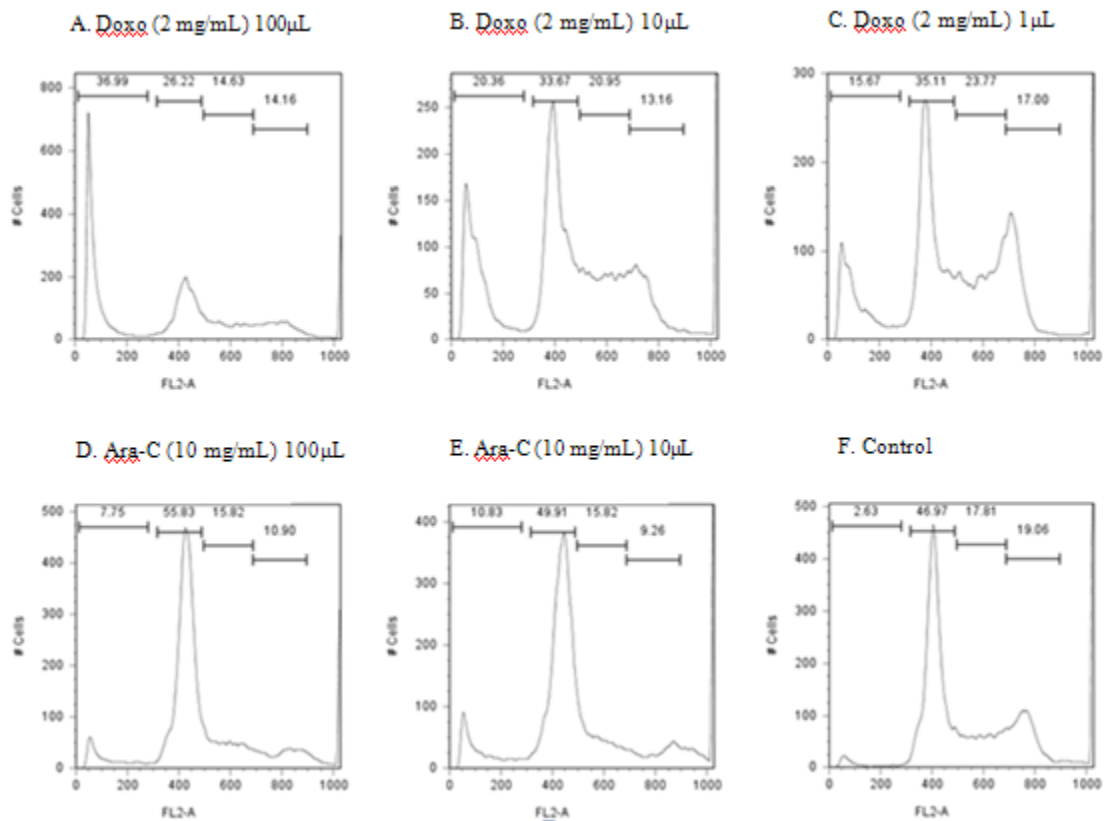 A. Doxo (2 mg/mL) 100µL
36.99 26.22 14.63
14.16
800
600
400
200
0
# Cells
0 200 400 600 800 1000
FL2-A
B. Doxo (2 mg/mL) 10µL
20.36 33.67 20.95
13.16
250
200
150
100
50
0
# Cells
0 200 400 600 800 1000
FL2-A
C. Doxo (2 mg/mL) 1µL
15.67 35.11 23.77
17.00
300
200
100
0
# Cells
0 200 400 600 800 1000
FL2-A
D. Ara-C (10 mg/mL) 100µL
7.75 55.83 15.82
10.90
500
400
300
200
100
0
# Cells
0 200 400 600 800 1000
FL2-A
E. Ara-C (10 mg/mL) 10µL
10.83 49.91 15.82
9.26
400
300
200
100
0
# Cells
0 200 400 600 800 1000
FL2-A
F. Control
2.63 46.97 17.81
19.06
500
400
300
200
100
0
# Cells
0 200 400 600 800 1000
FL2-A